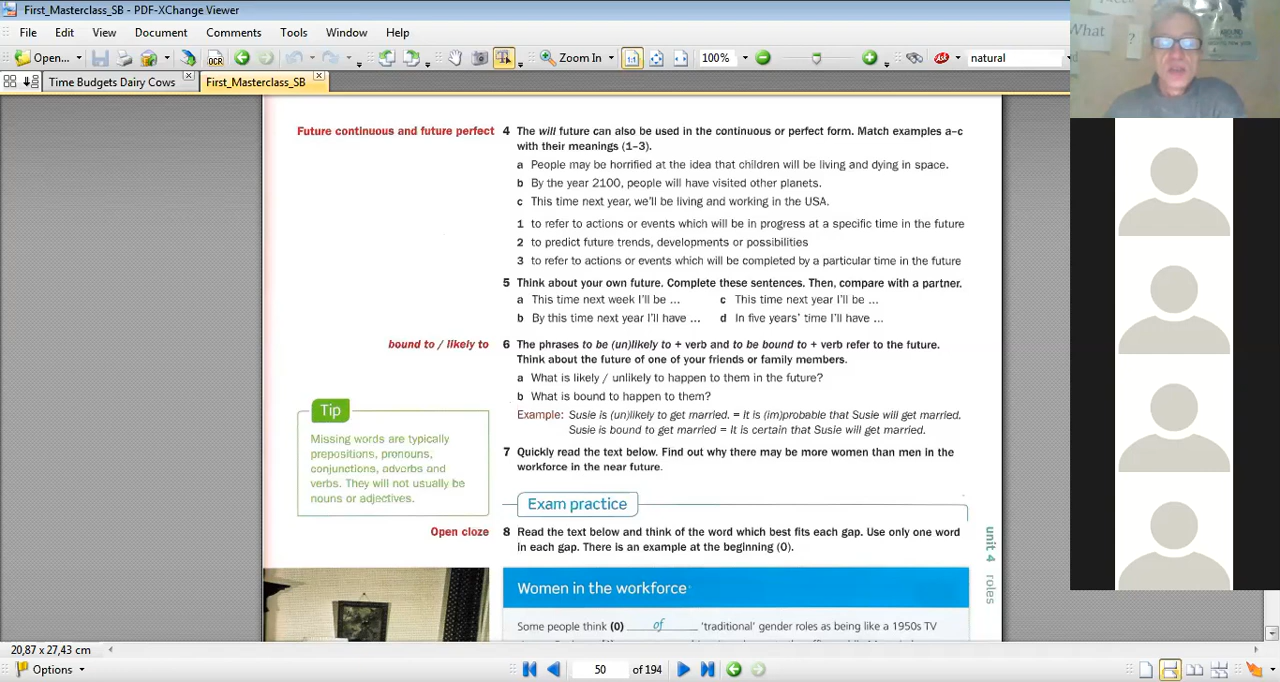 First_Masterclass_SB - PDF-XChange Viewer
File Edit View Document Comments Tools Window Help
Open... OCR Zoom In 100% Ask natural
Time Budgets Dairy Cows First_Masterclass_SB
What
?
Future continuous and future perfect 4 The will future can also be used in the continuous or perfect form. Match examples a–c
with their meanings (1–3).
a People may be horrified at the idea that children will be living and dying in space.
b By the year 2100, people will have visited other planets.
c This time next year, we'll be living and working in the USA.
1 to refer to actions or events which will be in progress at a specific time in the future
2 to predict future trends, developments or possibilities
3 to refer to actions or events which will be completed by a particular time in the future
5 Think about your own future. Complete these sentences. Then, compare with a partner.
a This time next week I'll be ... c This time next year I'll be ...
b By this time next year I'll have ... d In five years' time I'll have ...
bound to / likely to 6 The phrases to be (un)likely to + verb and to be bound to + verb refer to the future.
Think about the future of one of your friends or family members.
a What is likely / unlikely to happen to them in the future?
b What is bound to happen to them?
Example: Susie is (un)likely to get married. = It is (im)probable that Susie will get married.
Susie is bound to get married = It is certain that Susie will get married.
Tip
Missing words are typically
prepositions, pronouns,
conjunctions, adverbs and
verbs. They will not usually be
nouns or adjectives.
7 Quickly read the text below. Find out why there may be more women than men in the
workforce in the near future.
Exam practice
Open cloze 8 Read the text below and think of the word which best fits each gap. Use only one word
in each gap. There is an example at the beginning (0).
unit 4 roles
Women in the workforce
Some people think (0) of 'traditional' gender roles as being like a 1950s TV
20,87 x 27,43 cm
Options 50 of 194